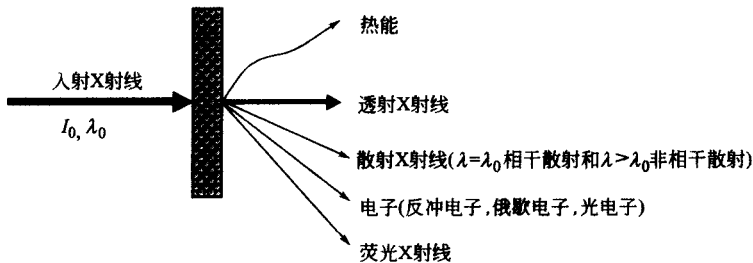 热能
入射X射线
透射X射线
I₀, λ₀
散射X射线(λ=λ₀相干散射和λ>λ₀非相干散射)
电子(反冲电子,俄歇电子,光电子)
荧光X射线